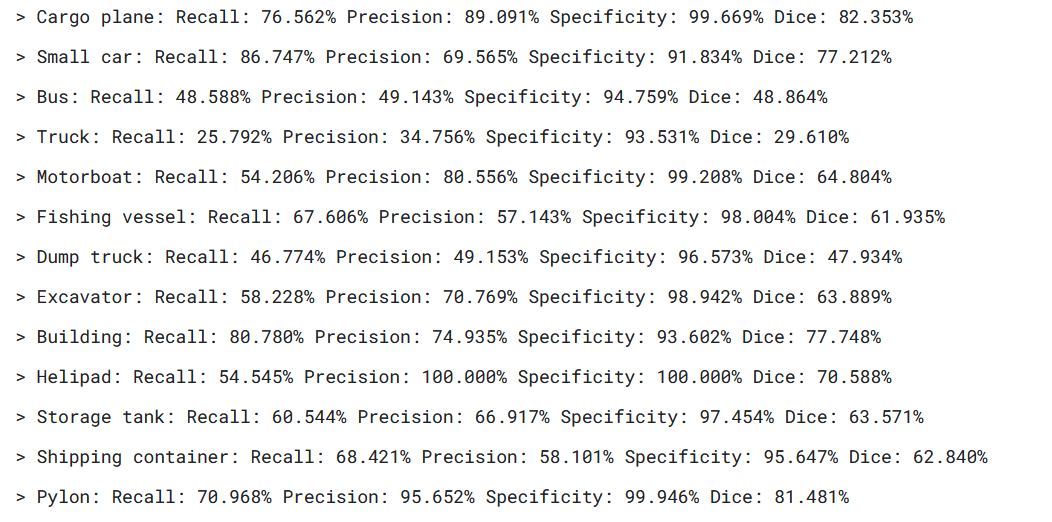 > Cargo plane: Recall: 76.562% Precision: 89.091% Specificity: 99.669% Dice: 82.353%
> Small car: Recall: 86.747% Precision: 69.565% Specificity: 91.834% Dice: 77.212%
> Bus: Recall: 48.588% Precision: 49.143% Specificity: 94.759% Dice: 48.864%
> Truck: Recall: 25.792% Precision: 34.756% Specificity: 93.531% Dice: 29.610%
> Motorboat: Recall: 54.206% Precision: 80.556% Specificity: 99.208% Dice: 64.804%
> Fishing vessel: Recall: 67.606% Precision: 57.143% Specificity: 98.004% Dice: 61.935%
> Dump truck: Recall: 46.774% Precision: 49.153% Specificity: 96.573% Dice: 47.934%
> Excavator: Recall: 58.228% Precision: 70.769% Specificity: 98.942% Dice: 63.889%
> Building: Recall: 80.780% Precision: 74.935% Specificity: 93.602% Dice: 77.748%
> Helipad: Recall: 54.545% Precision: 100.000% Specificity: 100.000% Dice: 70.588%
> Storage tank: Recall: 60.544% Precision: 66.917% Specificity: 97.454% Dice: 63.571%
> Shipping container: Recall: 68.421% Precision: 58.101% Specificity: 95.647% Dice: 62.840%
> Pylon: Recall: 70.968% Precision: 95.652% Specificity: 99.946% Dice: 81.481%